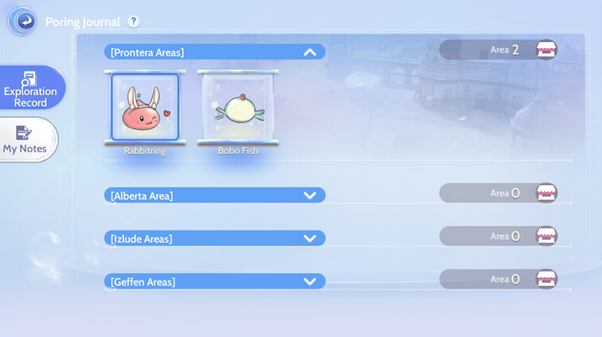 Poring Journal ?
[Prontera Areas]
Area 2
Exploration
Record
My Notes
Rabbitring
Bobo Fish
[Alberta Area]
Area 0
[Izlude Areas]
Area 0
[Geffen Areas]
Area 0